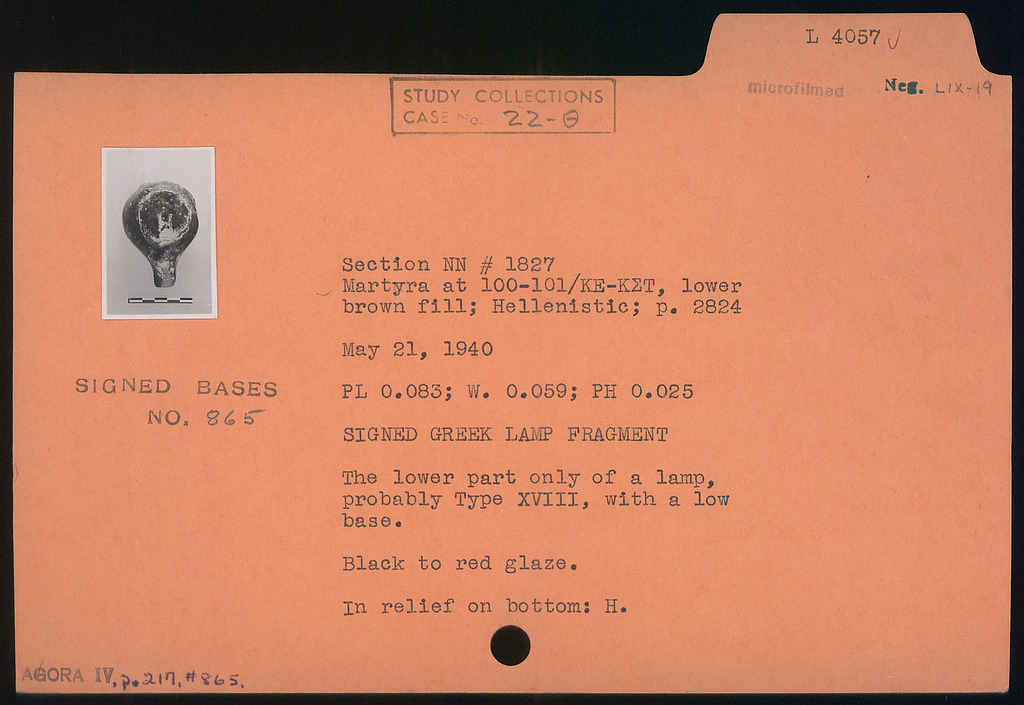 L 4057
microfilmed Neg. LIX-19
STUDY COLLECTIONS
CASE No. 22-Θ
Section NN # 1827
Martyra at 100-101/ΚΕ-ΚΣΤ, lower
brown fill; Hellenistic; p. 2824
May 21, 1940
SIGNED BASES
NO. 865
PL 0.083; W. 0.059; PH 0.025
SIGNED GREEK LAMP FRAGMENT
The lower part only of a lamp,
probably Type XVIII, with a low
base.
Black to red glaze.
In relief on bottom: H.
AGORA IV, p. 217, #865.